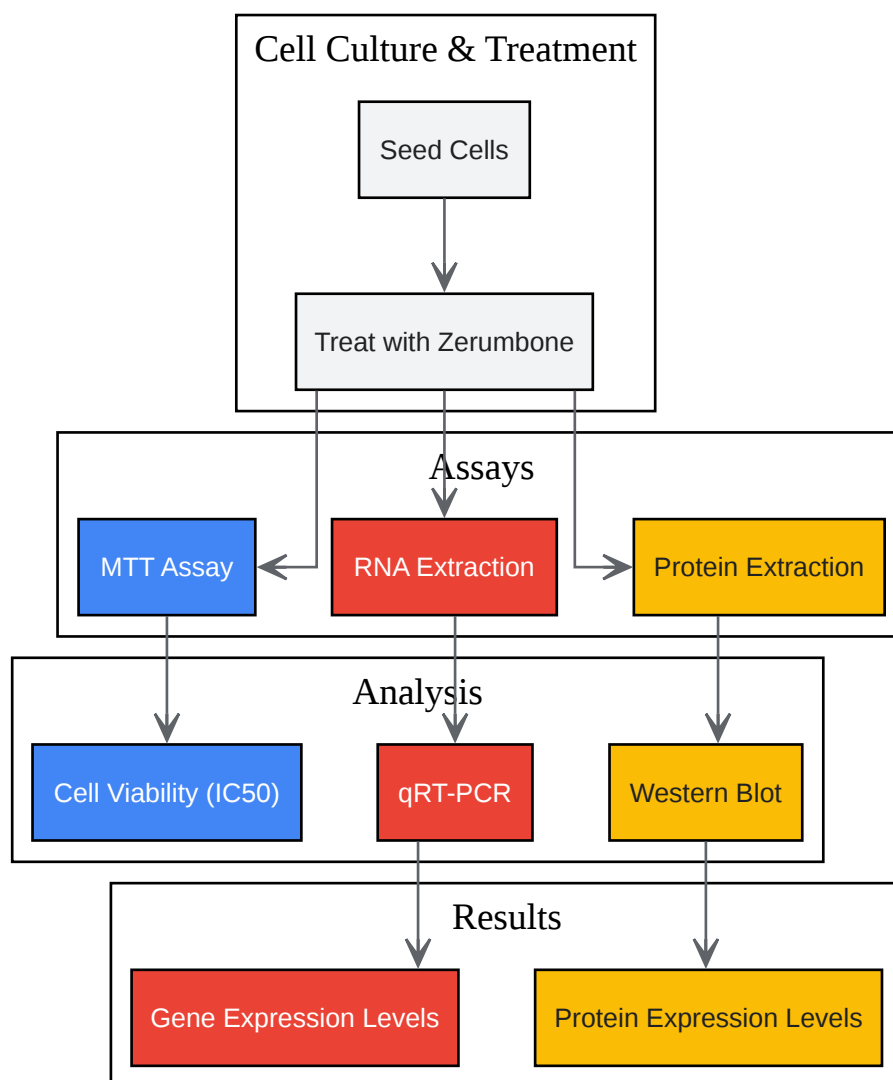 Cell Culture & Treatment
Seed Cells
Treat with Zerumbone
Assays
MTT Assay
RNA Extraction
Protein Extraction
Analysis
Cell Viability (IC50)
qRT-PCR
Western Blot
Results
Gene Expression Levels
Protein Expression Levels